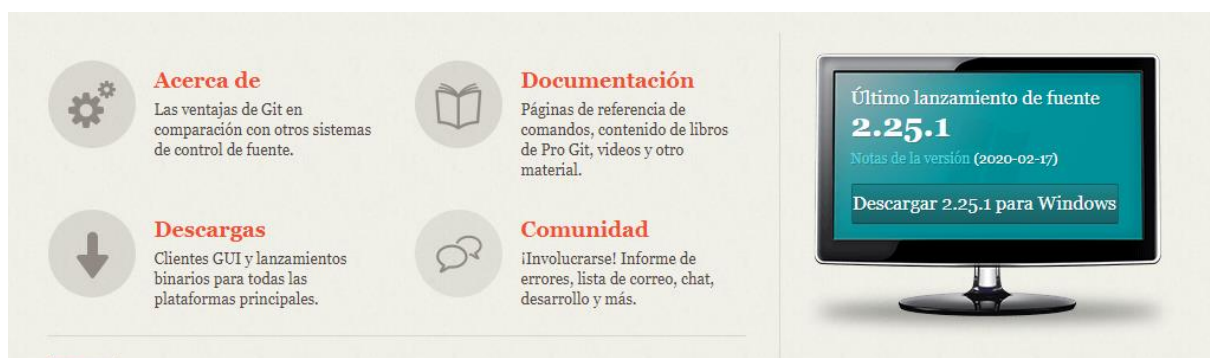 Acerca de
Las ventajas de Git en
comparación con otros sistemas
de control de fuente.
Documentación
Páginas de referencia de
comandos, contenido de libros
de Pro Git, videos y otro
material.
Descargas
Clientes GUI y lanzamientos
binarios para todas las
plataformas principales.
Comunidad
¡Involucrarse! Informe de
errores, lista de correo, chat,
desarrollo y más.
Último lanzamiento de fuente
2.25.1
Notas de la versión (2020-02-17)
Descargar 2.25.1 para Windows